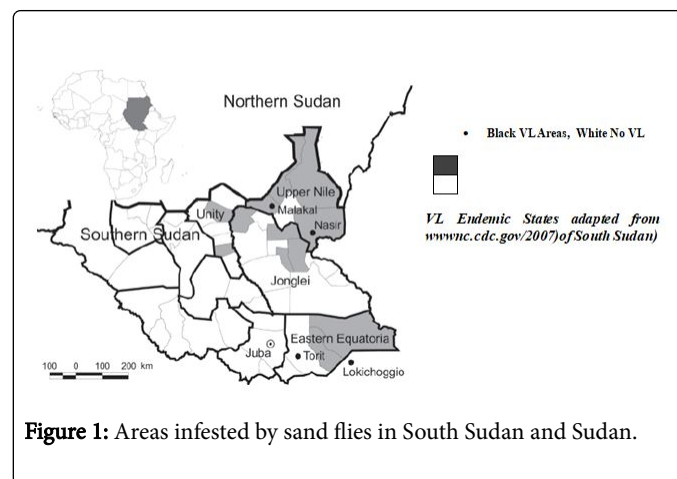 Northern Sudan
Upper Nile
Malakal
Unity
Nasir
Southern Sudan
Jonglei
Eastern Equatoria
Juba
Torit
Lokichoggio
100 0 100 200 km
• Black VL Areas, White No VL
VL Endemic States adapted from
wwwnc.cdc.gov/2007)of South Sudan)
Figure 1: Areas infested by sand flies in South Sudan and Sudan.